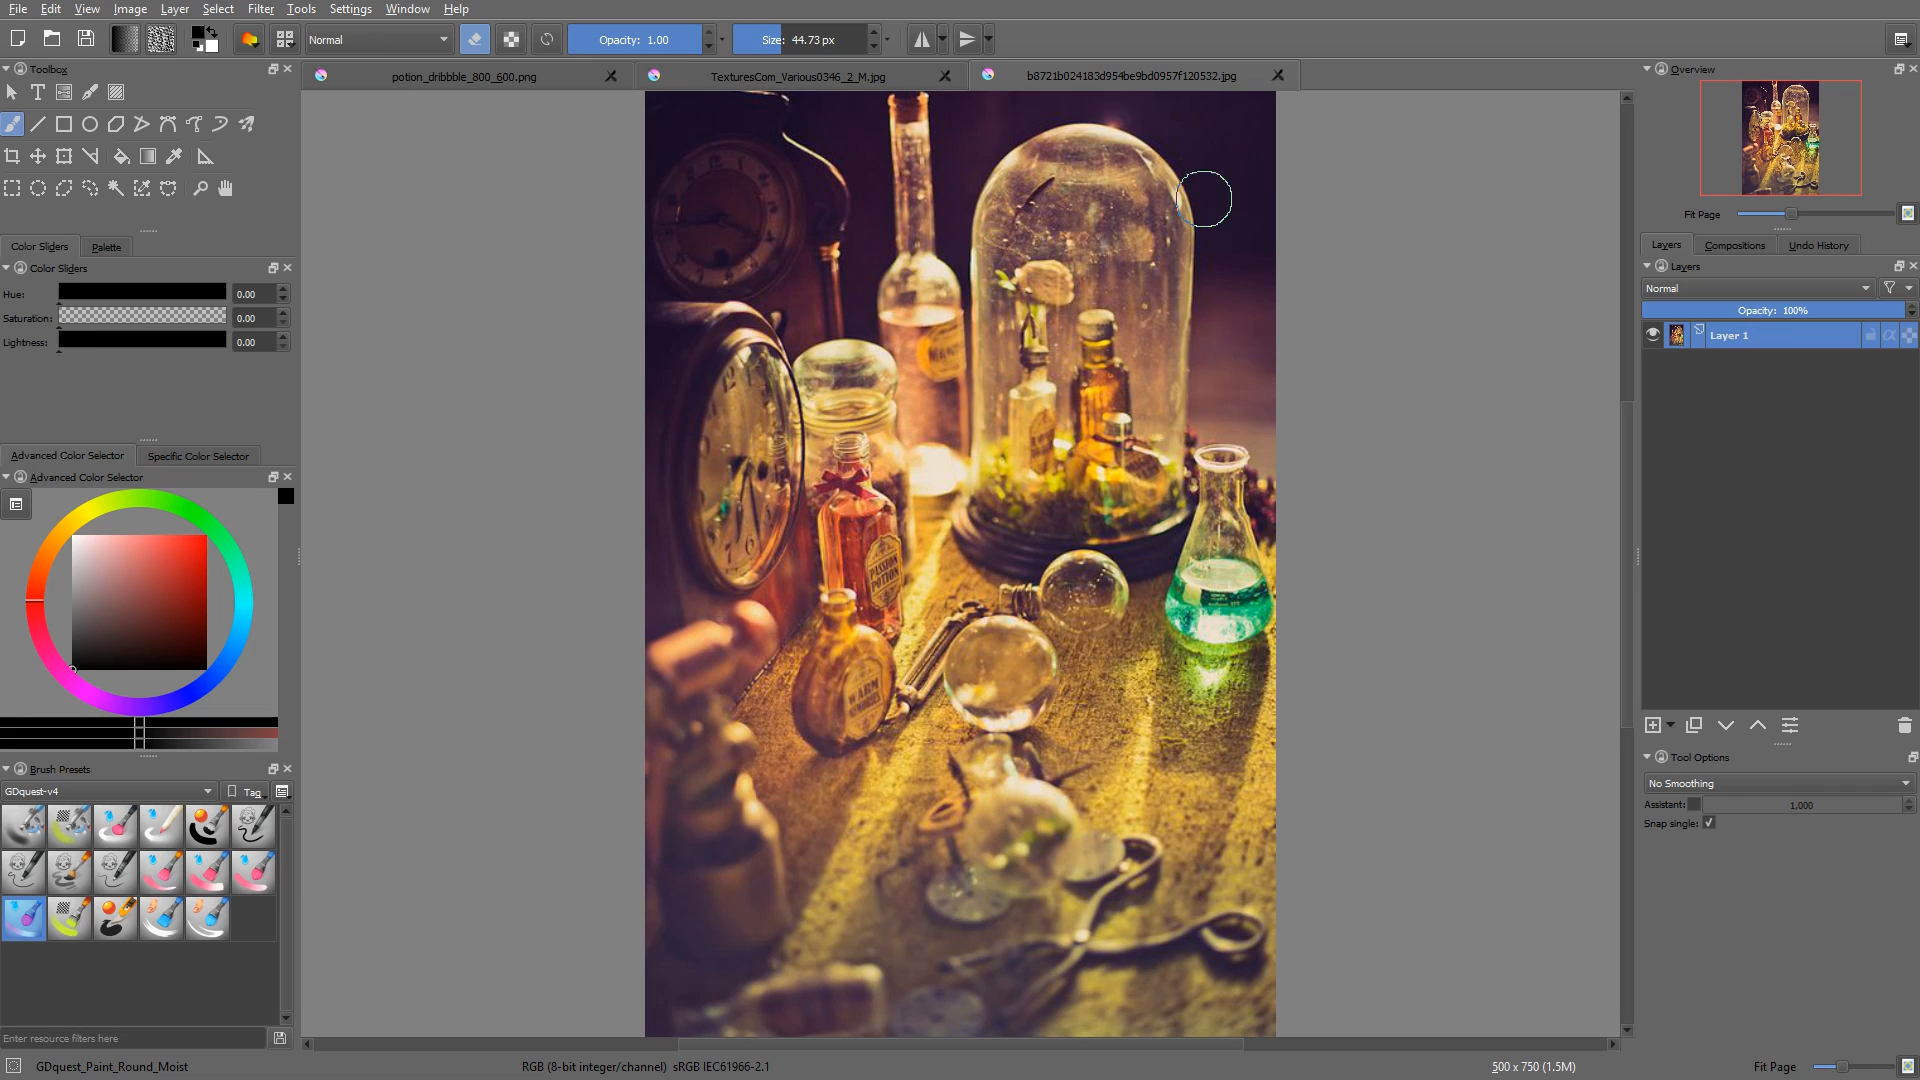 File Edit View Image Layer Select Filter Tools Settings Window Help
Normal Opacity: 1.00 Size: 44.73 px
Toolbox
potion_dribbble_800_600.png TexturesCom_Various0346_2_M.jpg b8721b024183d954be9bd0957f120532.jpg
Overview
Fit Page
Color Sliders Palette
Color Sliders
Hue: 0.00
Saturation: 0.00
Lightness: 0.00
Advanced Color Selector Specific Color Selector
Advanced Color Selector
Brush Presets
GDquest-v4 Tag
Enter resource filters here
GDquest_Paint_Round_Moist
RGB (8-bit integer/channel) sRGB IEC61966-2.1
500 x 750 (1.5M)
Fit Page
Layers Compositions Undo History
Layers
Normal
Opacity: 100%
Layer 1
Tool Options
No Smoothing
Assistant: 1,000
Snap single:
PASSION
POTION